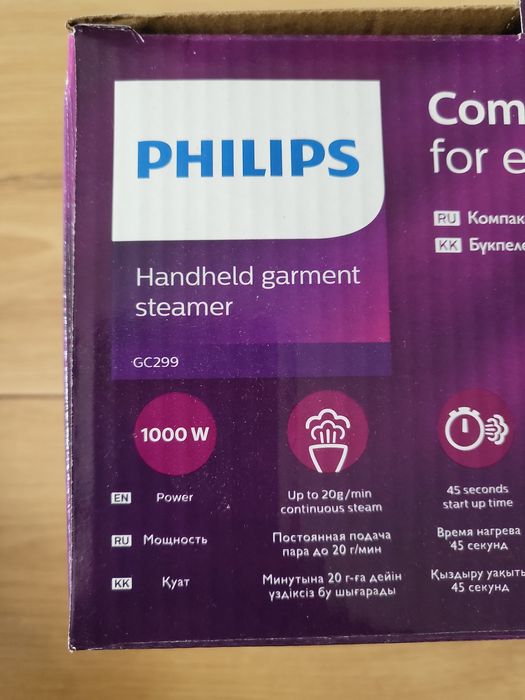 PHILIPS
Handheld garment
steamer
GC299
Com
for e
RU Компак
KK Бүкпеле
1000 W
EN Power
Up to 20g/min
continuous steam
45 seconds
start up time
RU Мощность
Постоянная подача
пара до 20 г/мин
Время нагрева
45 секунд
KK Қуат
Минутына 20 г-ға дейін
үздіксіз бу шығарады
Қыздыру уақыты
45 секунд